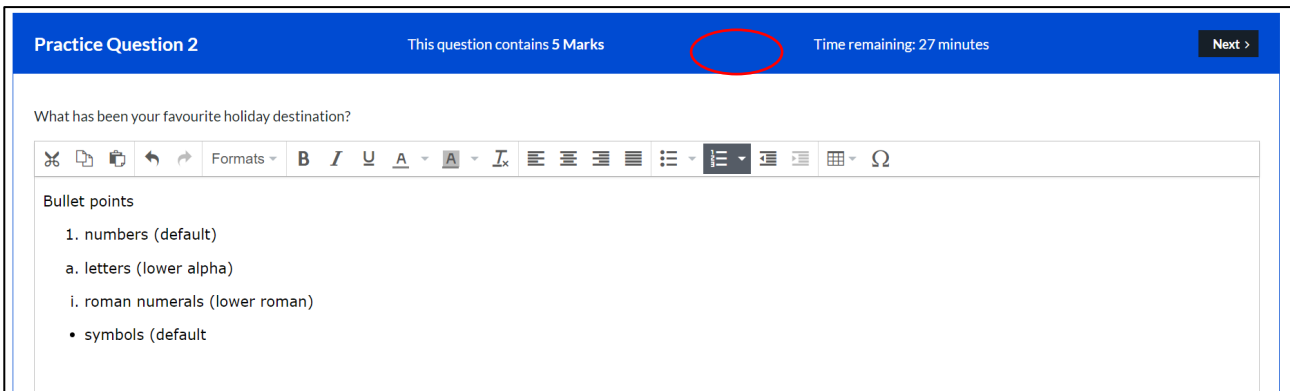 Practice Question 2 This question contains 5 Marks Time remaining: 27 minutes Next >
What has been your favourite holiday destination?
Formats B I U A A Ix Ω
Bullet points
1. numbers (default)
a. letters (lower alpha)
i. roman numerals (lower roman)
• symbols (default